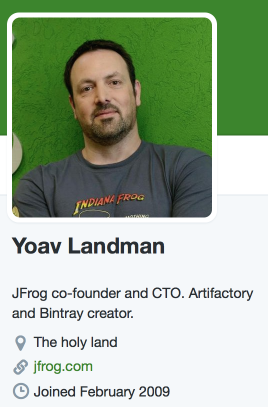 INDIANA FROG
NOTHING
Yoav Landman
JFrog co-founder and CTO. Artifactory
and Bintray creator.
The holy land
jfrog.com
Joined February 2009